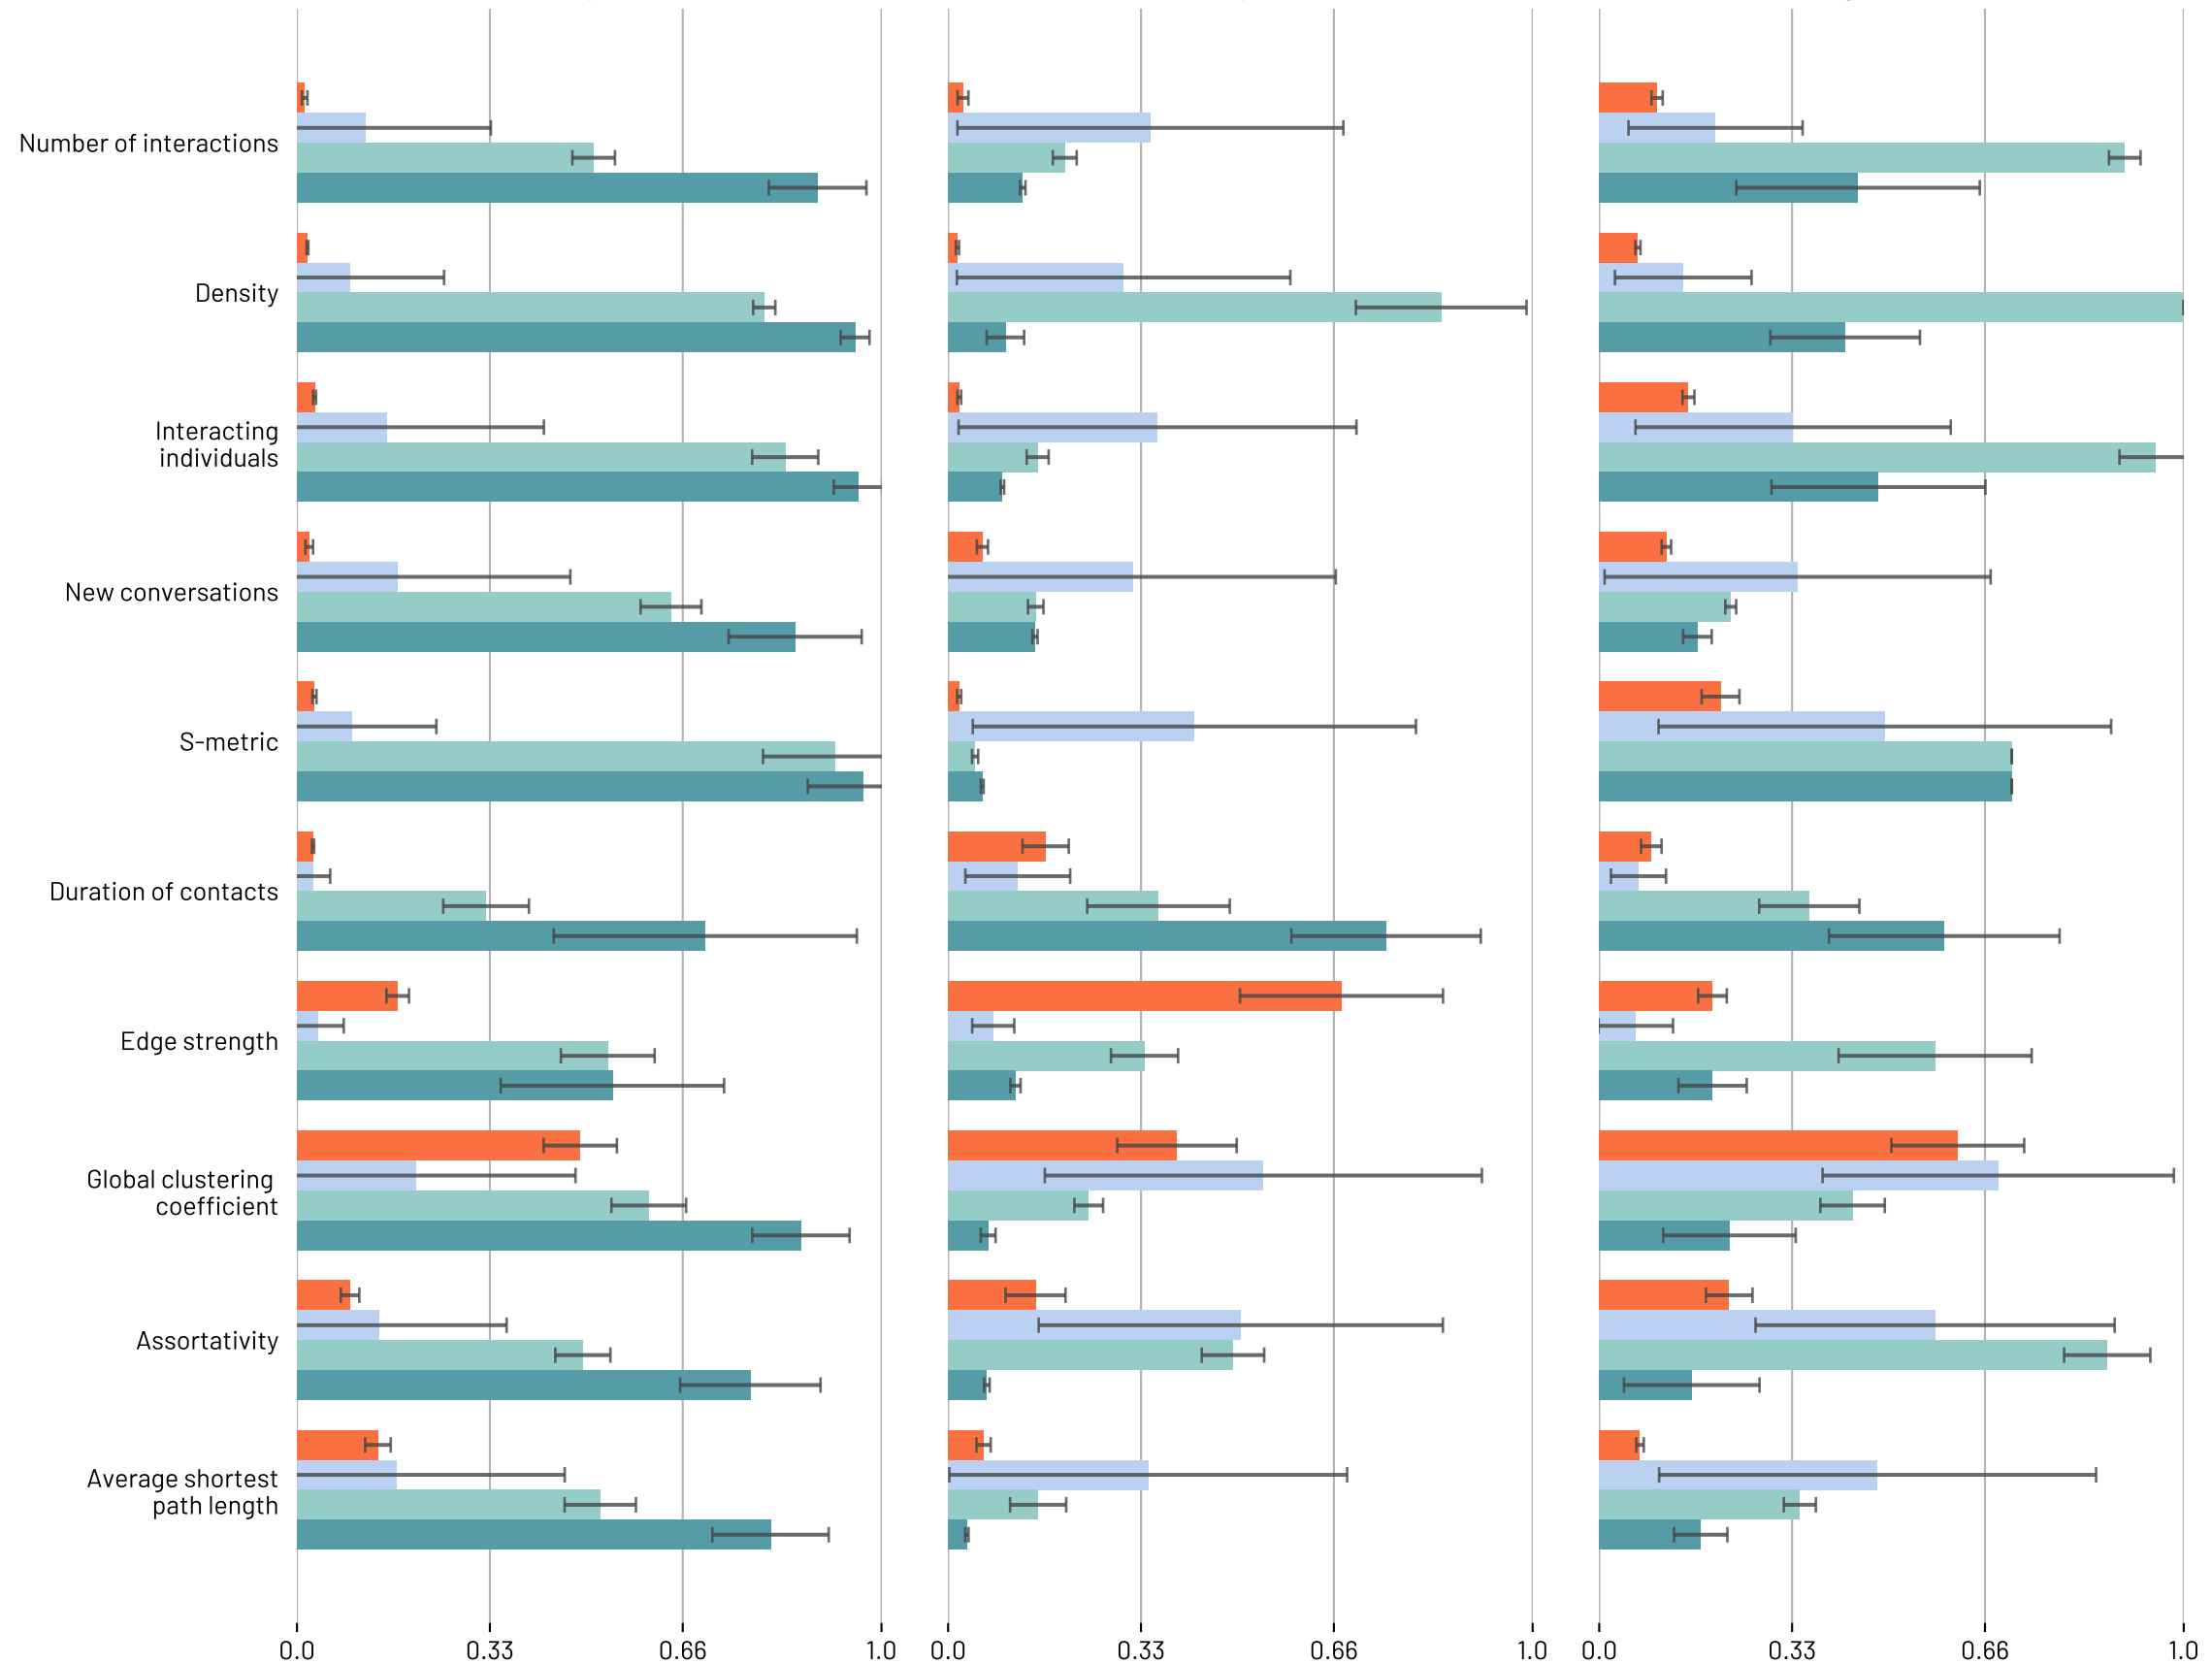 Number of interactions
Density
Interacting
individuals
New conversations
S-metric
Duration of contacts
Edge strength
Global clustering
coefficient
Assortativity
Average shortest
path length
0.0 0.33 0.66 1.0 0.0 0.33 0.66 1.0 0.0 0.33 0.66 1.0